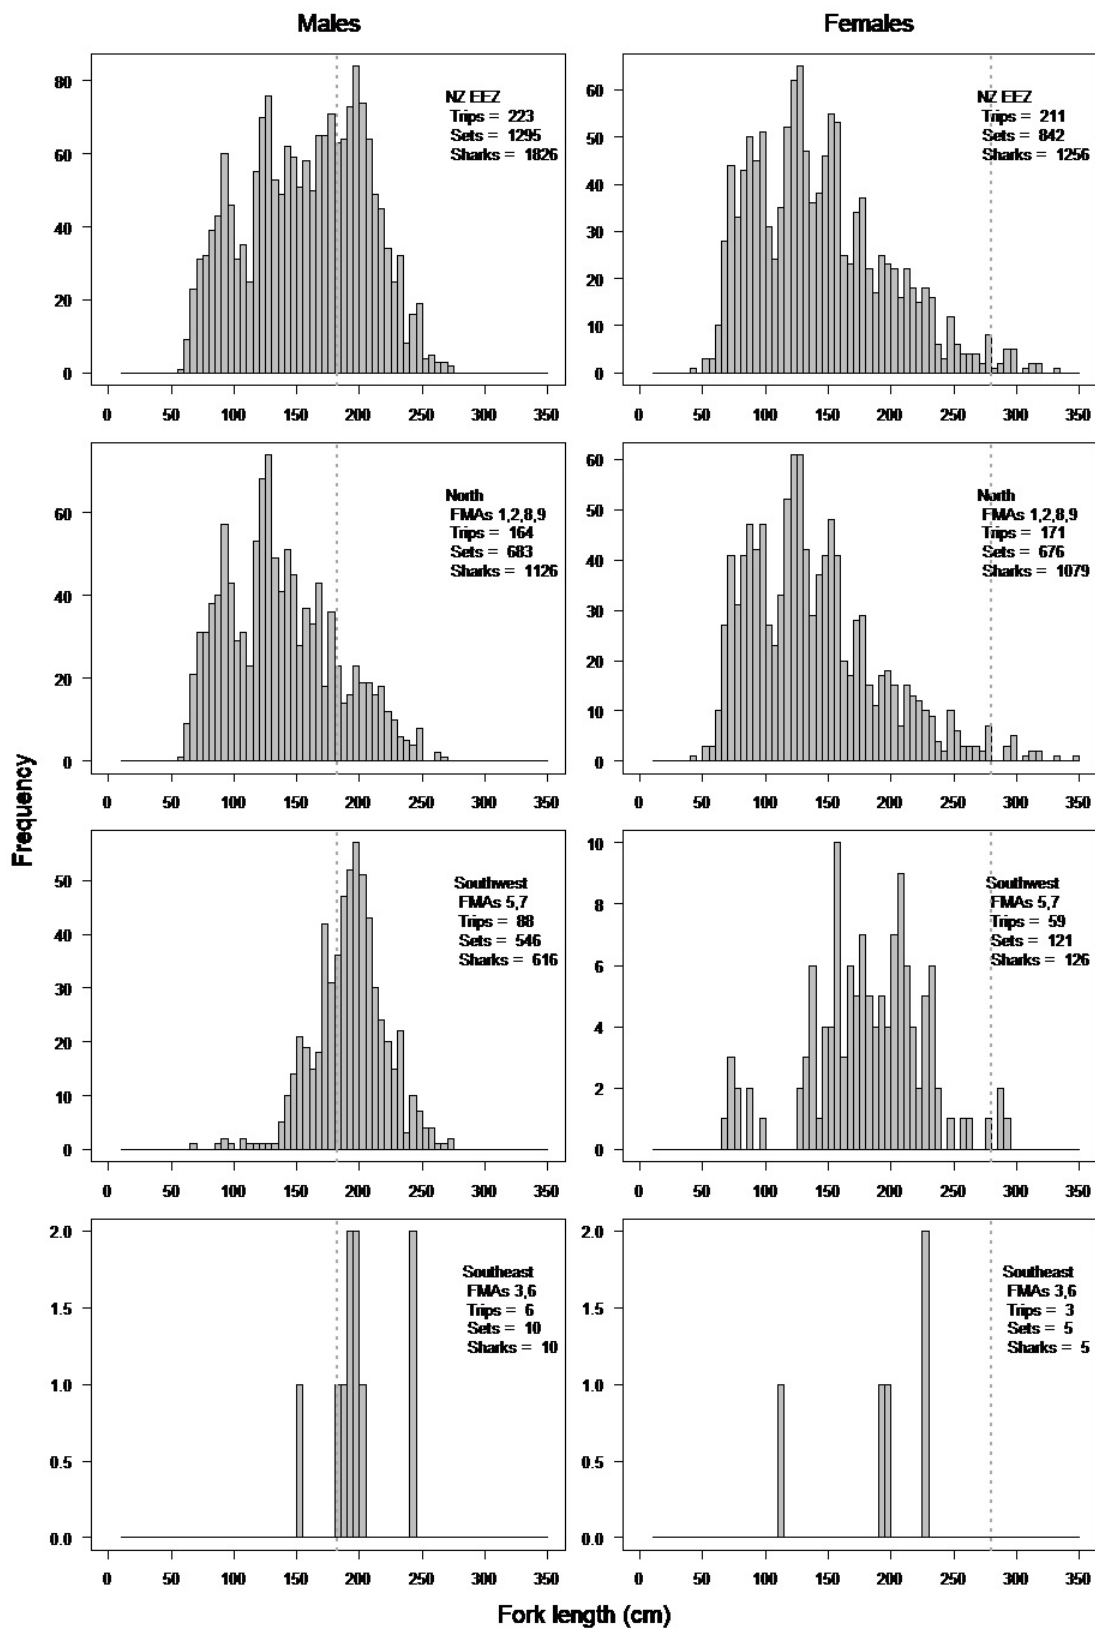 Males
Females
Frequency
80
60
40
20
0
NZ EEZ
Trips = 223
Sets = 1295
Sharks = 1826
0 50 100 150 200 250 300 350
60
50
40
30
20
10
0
NZ EEZ
Trips = 211
Sets = 842
Sharks = 1256
0 50 100 150 200 250 300 350
60
40
20
0
North
FMAs 1,2,8,9
Trips = 164
Sets = 683
Sharks = 1126
0 50 100 150 200 250 300 350
60
50
40
30
20
10
0
North
FMAs 1,2,8,9
Trips = 171
Sets = 676
Sharks = 1079
0 50 100 150 200 250 300 350
50
40
30
20
10
0
Southwest
FMAs 5,7
Trips = 88
Sets = 546
Sharks = 616
0 50 100 150 200 250 300 350
10
8
6
4
2
0
Southwest
FMAs 5,7
Trips = 59
Sets = 121
Sharks = 126
0 50 100 150 200 250 300 350
2.0
1.5
1.0
0.5
0.0
Southeast
FMAs 3,6
Trips = 6
Sets = 10
Sharks = 10
0 50 100 150 200 250 300 350
2.0
1.5
1.0
0.5
0.0
Southeast
FMAs 3,6
Trips = 3
Sets = 5
Sharks = 5
0 50 100 150 200 250 300 350
Fork length (cm)